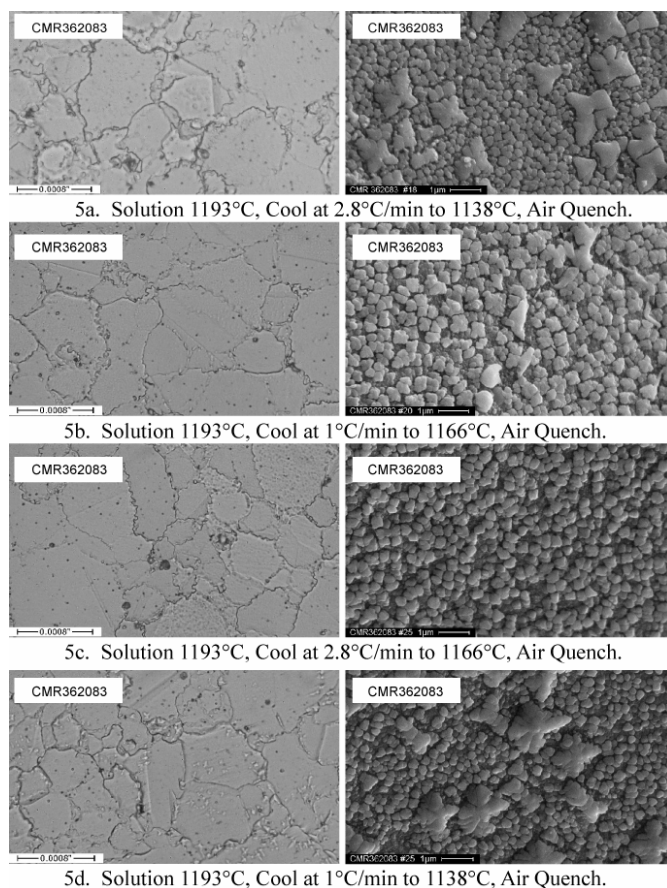 CMR362083
CMR362083
0.0008"
CMR 362083 #18 1µm
5a. Solution 1193°C, Cool at 2.8°C/min to 1138°C, Air Quench.
CMR362083
CMR362083
0.0008"
CMR362083 #20 1µm
5b. Solution 1193°C, Cool at 1°C/min to 1166°C, Air Quench.
CMR362083
CMR362083
0.0008"
CMR362083 #25 1µm
5c. Solution 1193°C, Cool at 2.8°C/min to 1166°C, Air Quench.
CMR362083
CMR362083
0.0008"
CMR362083 #25 1µm
5d. Solution 1193°C, Cool at 1°C/min to 1138°C, Air Quench.